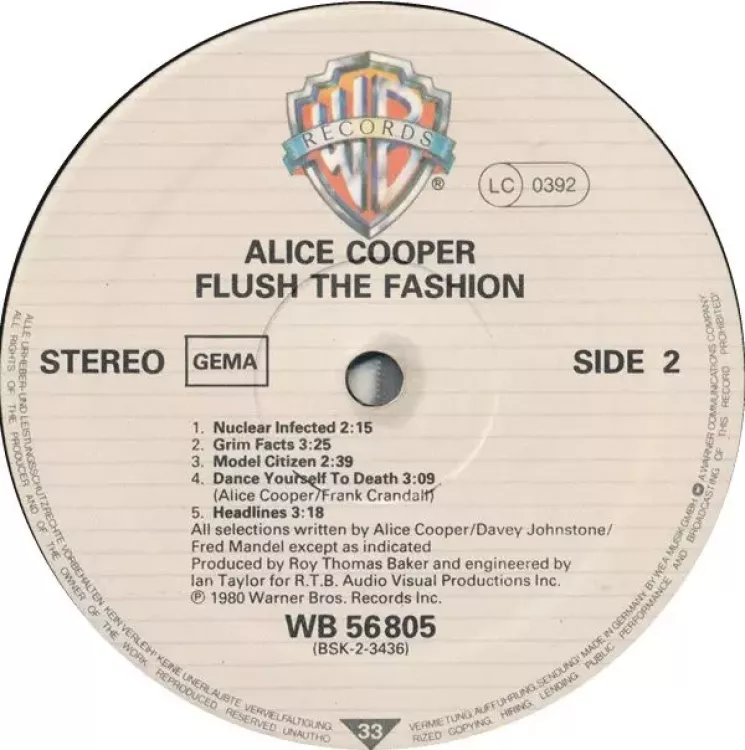 WB
RECORDS
®
LC 0392
ALICE COOPER
FLUSH THE FASHION
STEREO GEMA SIDE 2
1. Nuclear Infected 2:15
2. Grim Facts 3:25
3. Model Citizen 2:39
4. Dance Yourself To Death 3:09
(Alice Cooper/Frank Crandall)
5. Headlines 3:18
All selections written by Alice Cooper/Davey Johnstone/
Fred Mandel except as indicated
Produced by Roy Thomas Baker and engineered by
Ian Taylor for R.T.B. Audio Visual Productions Inc.
℗ 1980 Warner Bros. Records Inc.
WB 56805
(BSK-2-3436)
33
ALLE URHEBER- UND LEISTUNGSSCHUTZRECHTE VORBEHALTEN. KEIN VERLEIH! KEINE UNERLAUBTE VERVIELFÄLTIGUNG,
VERMIETUNG, AUFFÜHRUNG, SENDUNG! MADE IN GERMANY BY WEA MUSIK GMBH A WARNER COMMUNICATIONS COMPANY
ALL RIGHTS OF THE PRODUCER AND OF THE OWNER OF THE WORK REPRODUCED RESERVED. UNAUTHO
RIZED COPYING, HIRING, LENDING, PUBLIC PERFORMANCE AND BROADCASTING OF THIS RECORD PROHIBITED!